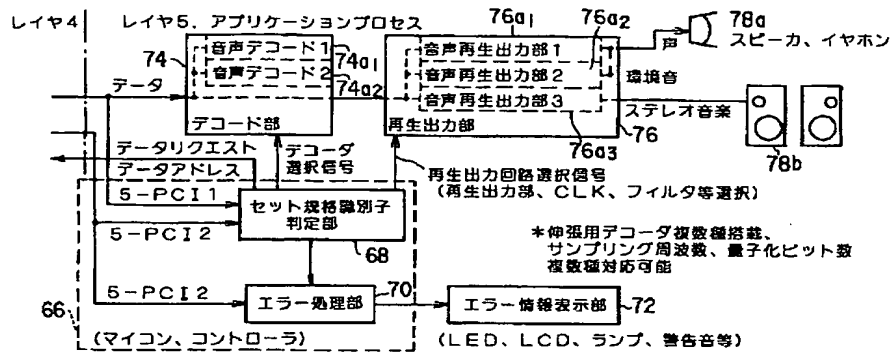 レイヤ4
レイヤ5．アプリケーションプロセス
76a1
76a2
78a
74
音声デコード1
74a1
音声デコード2
74a2
デコード部
データ
音声再生出力部1
音声再生出力部2
音声再生出力部3
再生出力部
76
76a3
声
スピーカ、イヤホン
環境音
ステレオ音楽
78b
データリクエスト
データアドレス
デコーダ
選択信号
再生出力回路選択信号
(再生出力部、CLK、フィルタ等選択)
5-PCI1
5-PCI2
セット規格識別子
判定部
68
*伸張用デコーダ複数種搭載、
サンプリング周波数、量子化ビット数
複数種対応可能
66
5-PCI2
エラー処理部
70
エラー情報表示部
72
(マイコン、コントローラ)
(LED、LCD、ランプ、警告音等)